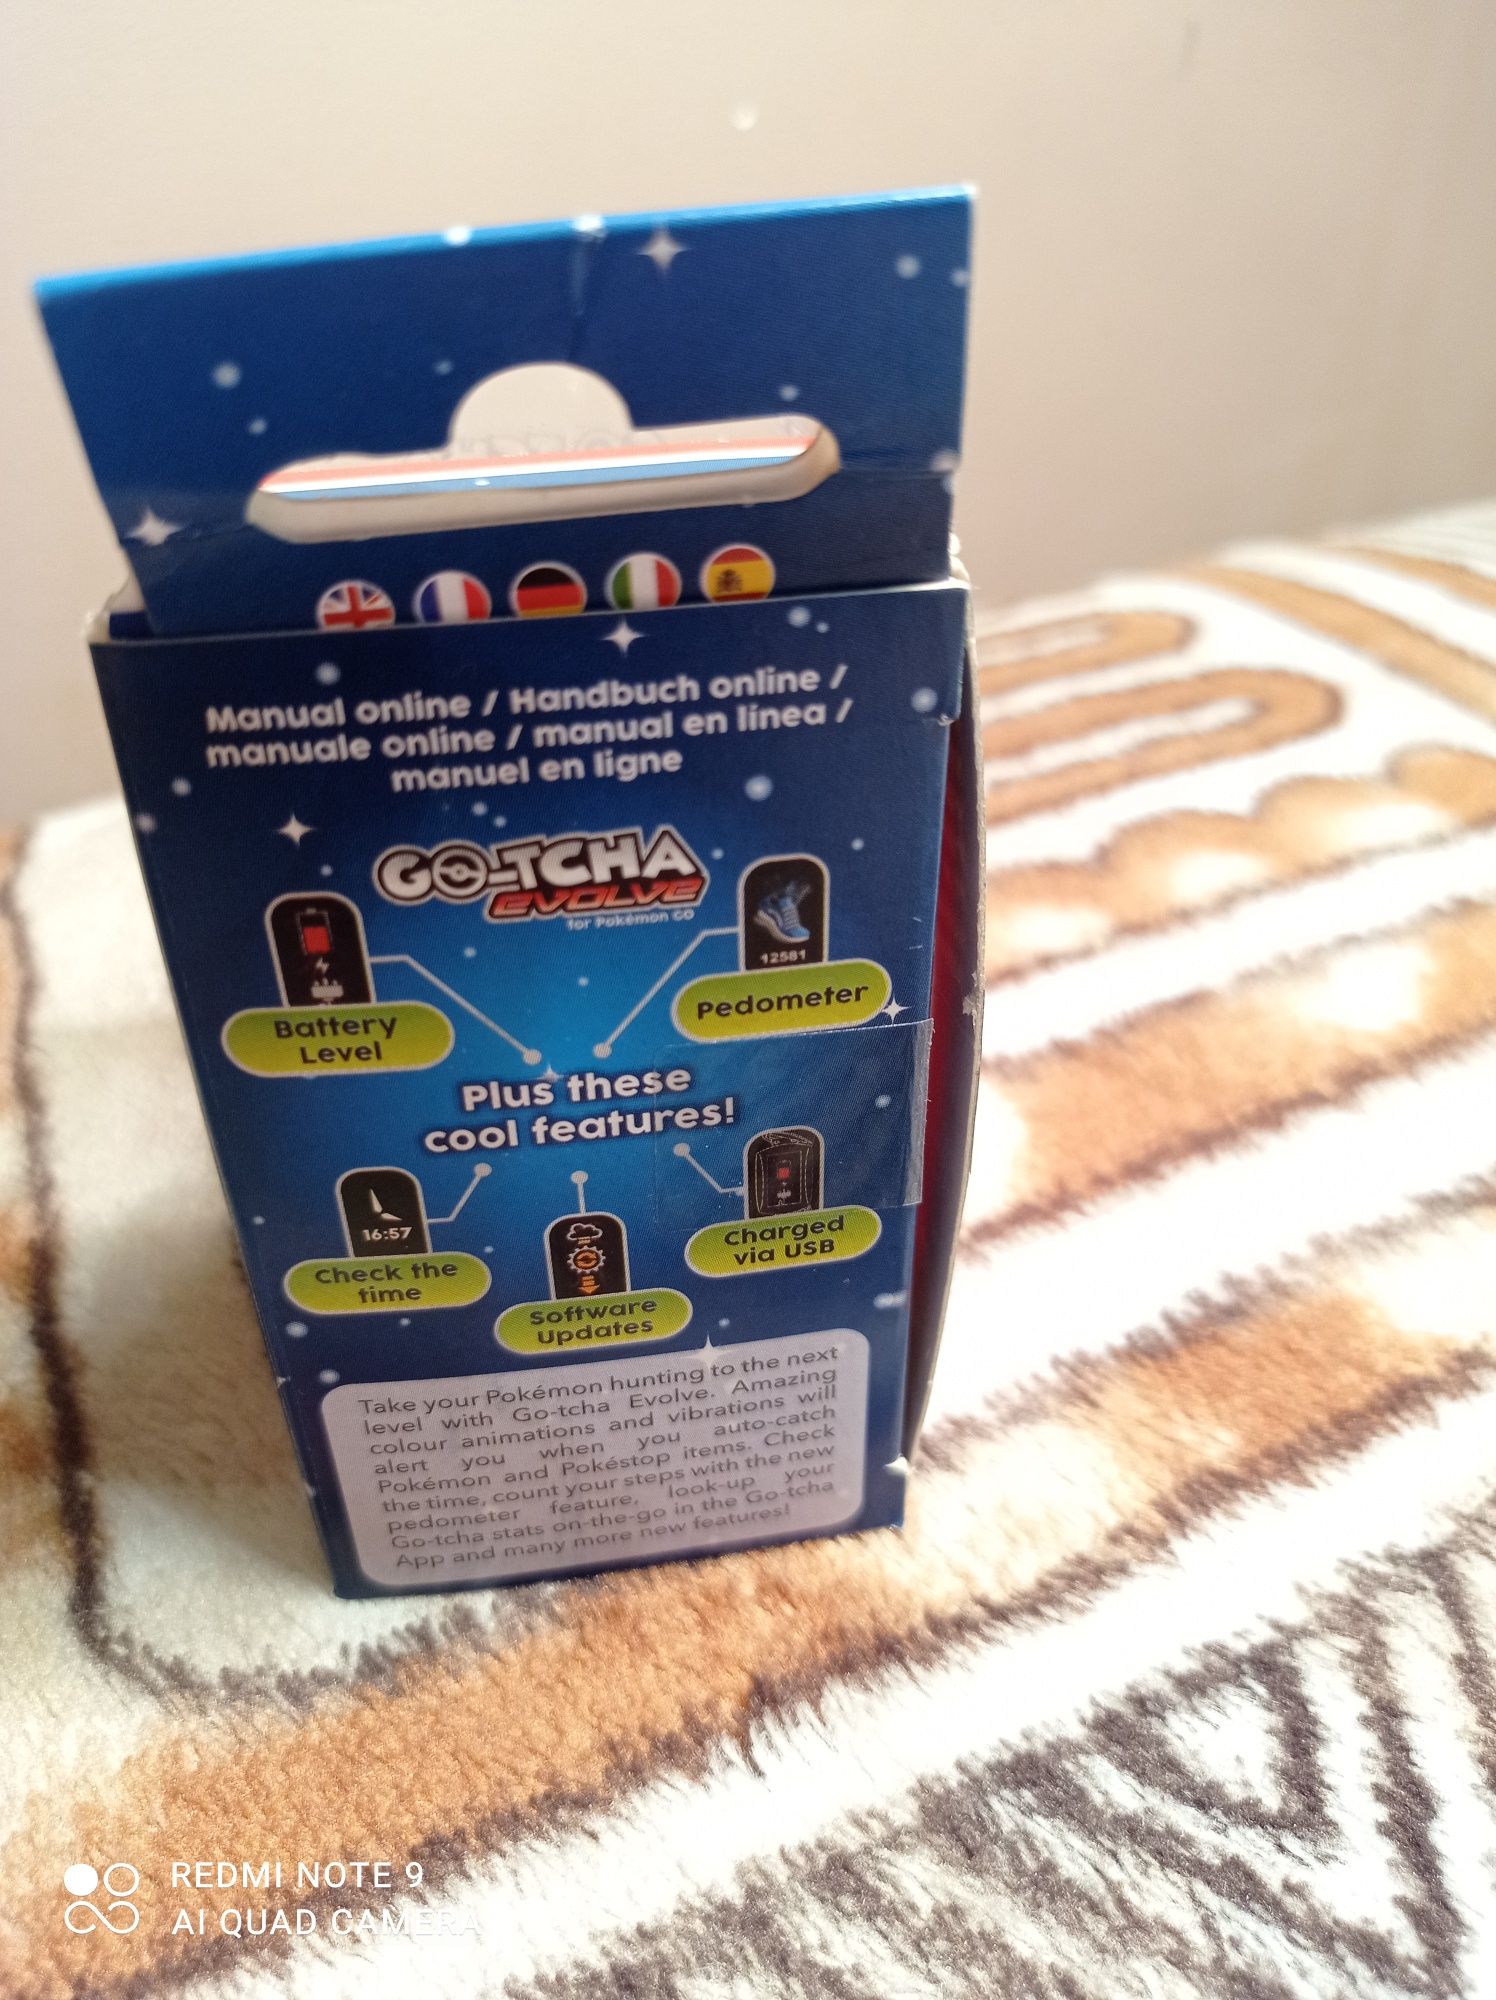 Manual online / Handbuch online /
manuale online / manual en línea /
manuel en ligne
GO-TCHA
EVOLVE
for Pokémon GO
12581
Battery
Level
Pedometer
Plus these
cool features!
16:57
Check the
time
Software
Updates
Charged
via USB
Take your Pokémon hunting to the next
level with Go-tcha Evolve. Amazing
colour animations and vibrations will
alert you when you auto-catch
Pokémon and Pokéstop items. Check
the time, count your steps with the new
pedometer feature, look-up your
Go-tcha stats on-the-go in the Go-tcha
App and many more new features!
REDMI NOTE 9
AI QUAD CAMERA